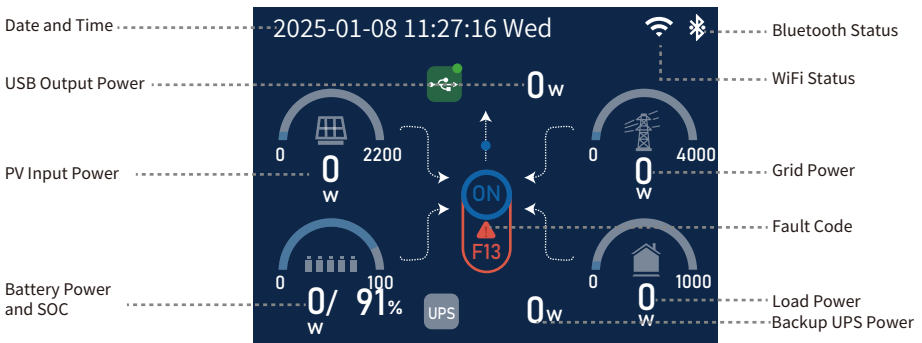 Date and Time
2025-01-08 11:27:16 Wed
Bluetooth Status
WiFi Status
USB Output Power
0w
0
2200
0
4000
PV Input Power
0
w
ON
0
w
Grid Power
F13
Fault Code
0
100
0
1000
Battery Power
and SOC
0/
w
91%
UPS
0w
0
w
Load Power
Backup UPS Power